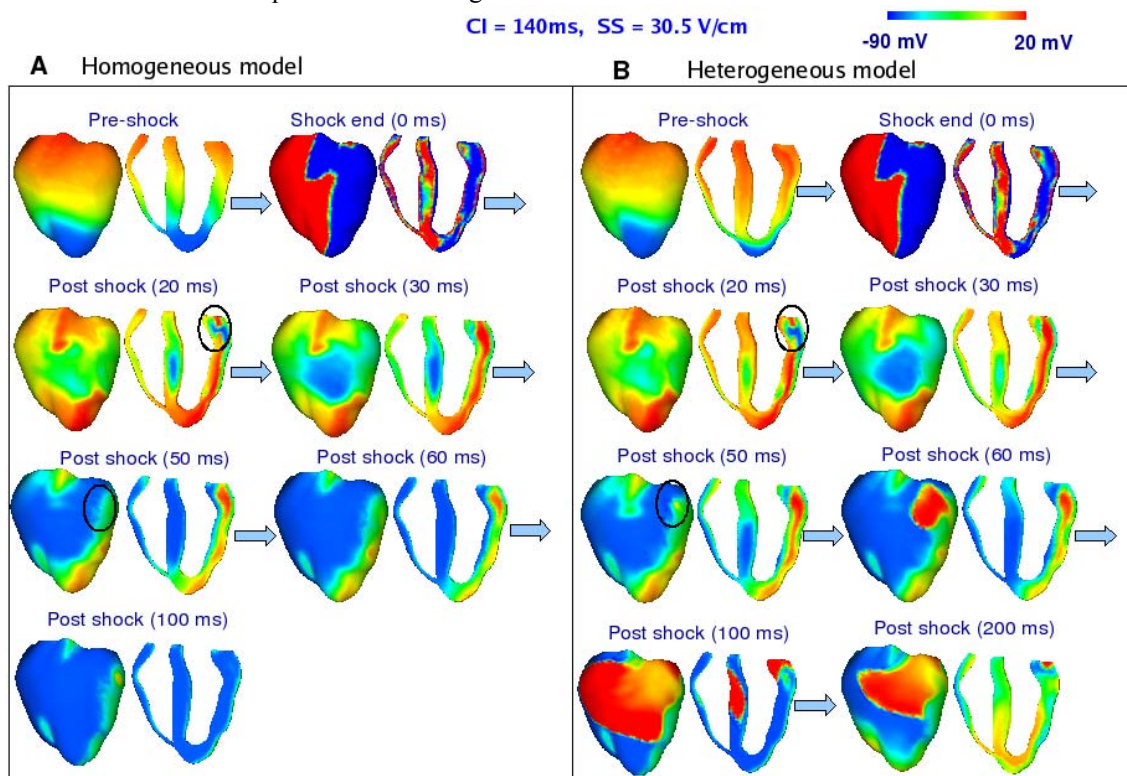 CI = 140ms, SS = 30.5 V/cm
-90 mV 20 mV
A Homogeneous model
Pre-shock Shock end (0 ms)
Post shock (20 ms) Post shock (30 ms)
Post shock (50 ms) Post shock (60 ms)
Post shock (100 ms)
B Heterogeneous model
Pre-shock Shock end (0 ms)
Post shock (20 ms) Post shock (30 ms)
Post shock (50 ms) Post shock (60 ms)
Post shock (100 ms) Post shock (200 ms)